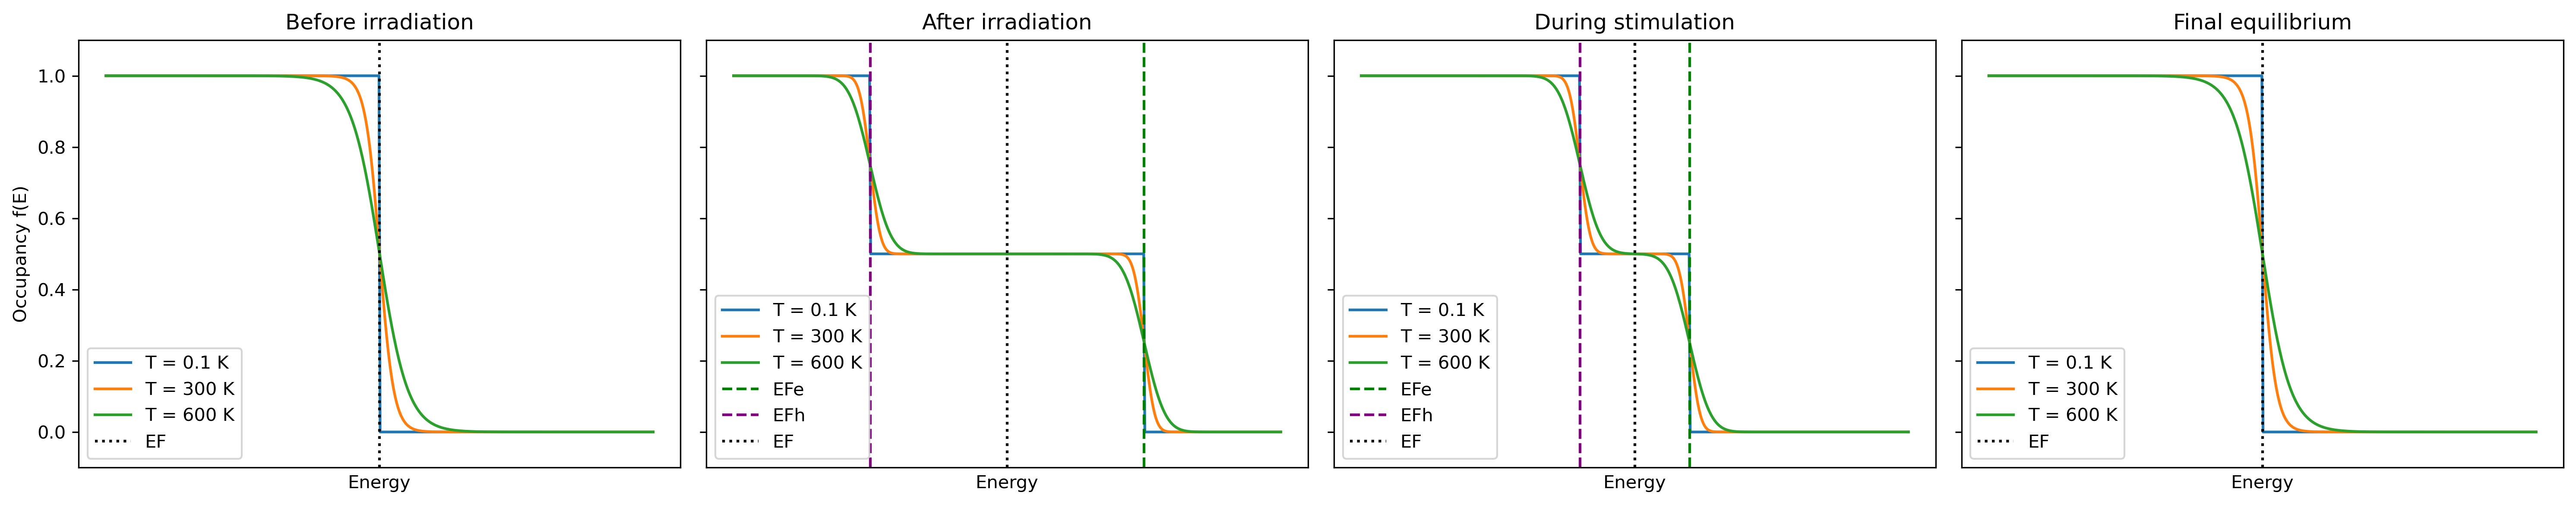 Before irradiation
After irradiation
During stimulation
Final equilibrium
Occupancy f(E)
1.0
0.8
0.6
0.4
0.2
0.0
T = 0.1 K
T = 300 K
T = 600 K
EF
Energy
T = 0.1 K
T = 300 K
T = 600 K
EFe
EFh
EF
Energy
T = 0.1 K
T = 300 K
T = 600 K
EFe
EFh
EF
Energy
T = 0.1 K
T = 300 K
T = 600 K
EF
Energy